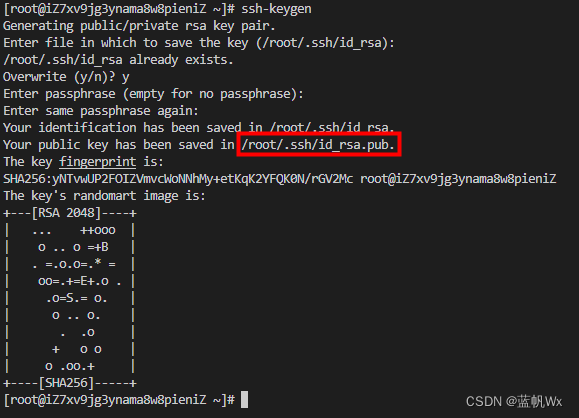 [root@iZ7xv9jg3ynama8w8pieniZ ~]# ssh-keygen
Generating public/private rsa key pair.
Enter file in which to save the key (/root/.ssh/id_rsa):
/root/.ssh/id_rsa already exists.
Overwrite (y/n)? y
Enter passphrase (empty for no passphrase):
Enter same passphrase again:
Your identification has been saved in /root/.ssh/id_rsa.
Your public key has been saved in /root/.ssh/id_rsa.pub.
The key fingerprint is:
SHA256:yNTvwUP2FOIZVmvcWoNNhMy+etKqK2YFQK0N/rGV2Mc root@iZ7xv9jg3ynama8w8pieniZ
The key's randomart image is:
+---[RSA 2048]----+
|   ...    ++ooo  |
|    o .. o =+B   |
|   . =.o.o=.* =  |
|    oo=.+=E+.o . |
|     .o=S.= o.   |
|      o .. o.    |
|       .  .o     |
|      +   o o    |
|     o .oo.+     |
+----[SHA256]-----+
[root@iZ7xv9jg3ynama8w8pieniZ ~]#
CSDN @蓝帆Wx